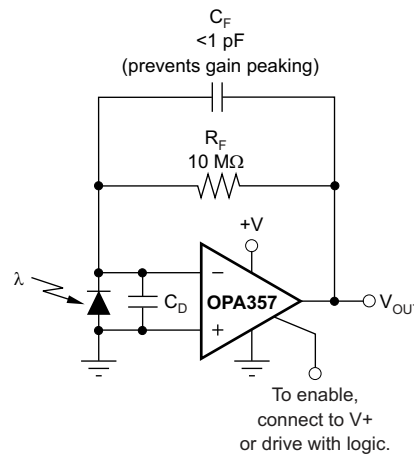 C_F
<1 pF
(prevents gain peaking)
R_F
10 MΩ
+V
λ
−
OPA357
C_D
+
V_OUT
To enable,
connect to V+
or drive with logic.